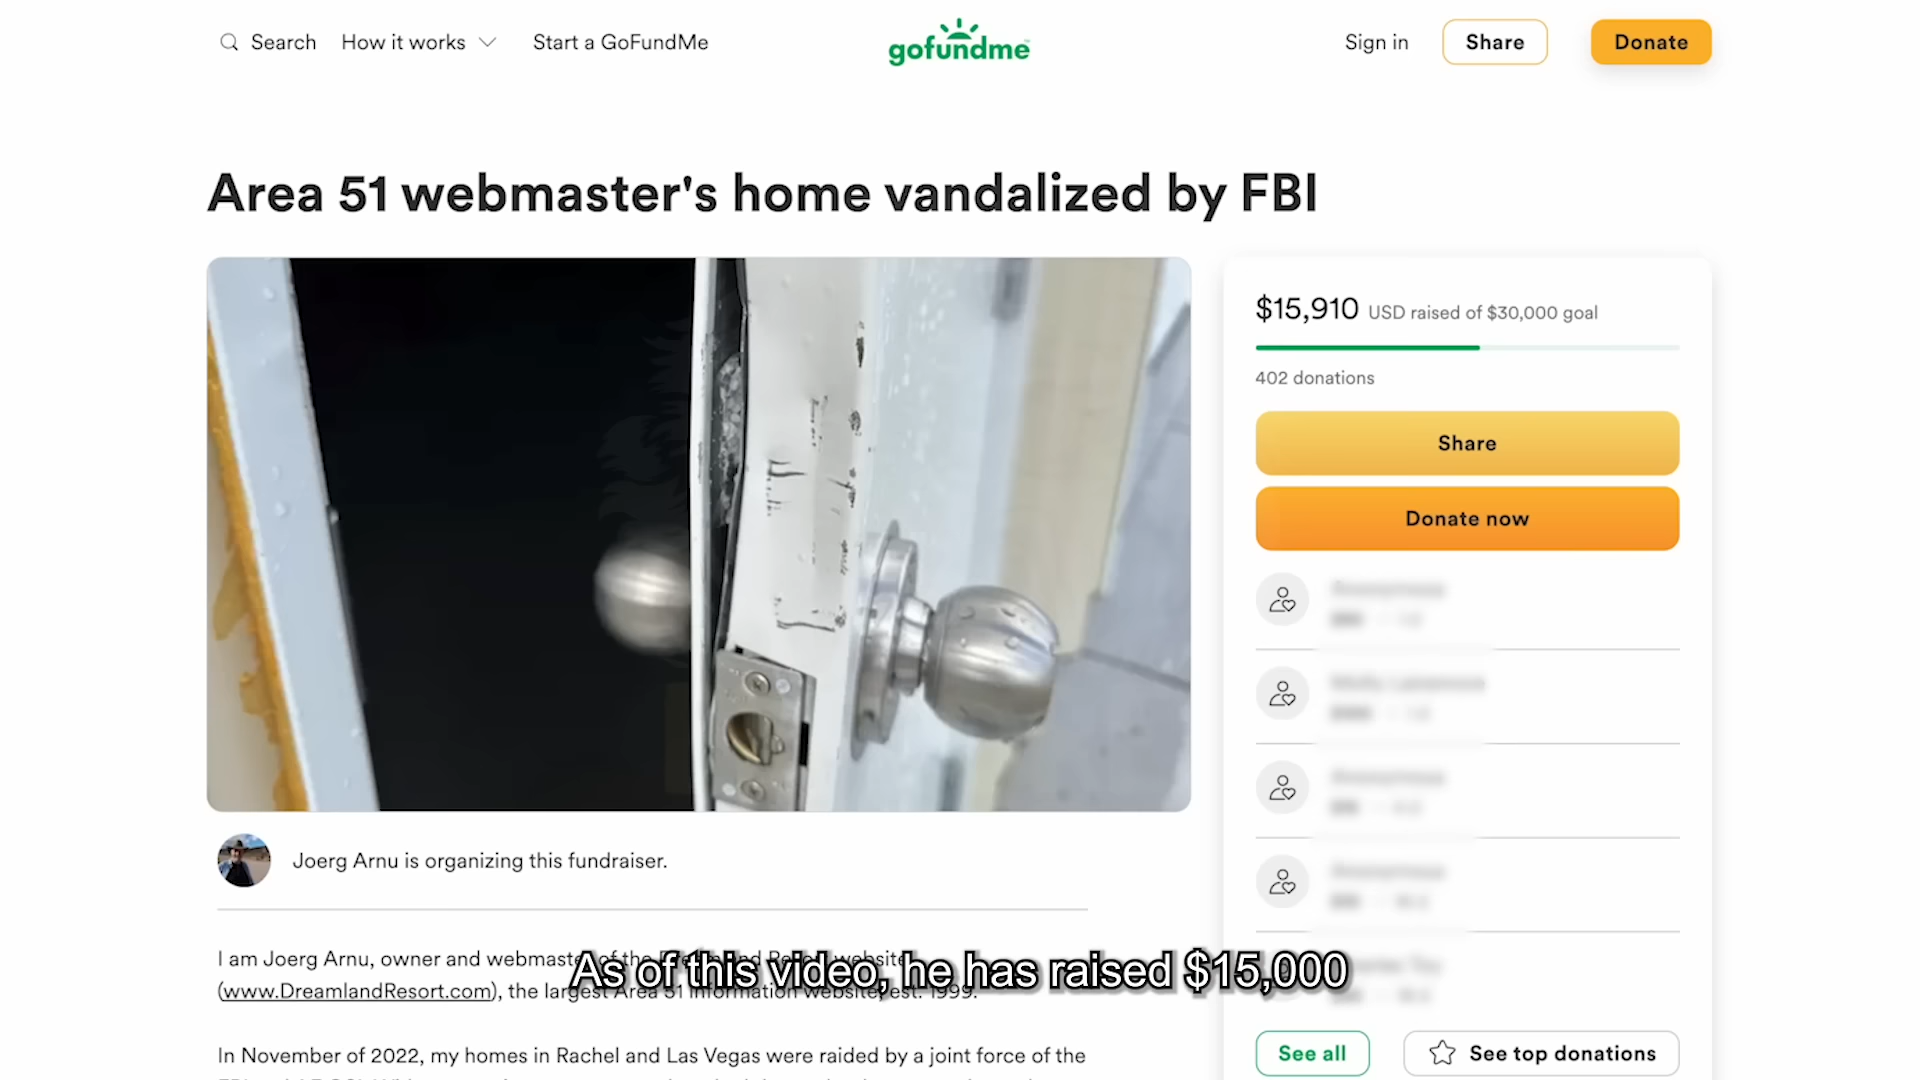 Search How it works Start a GoFundMe gofundme Sign in Share Donate
Area 51 webmaster's home vandalized by FBI
$15,910 USD raised of $30,000 goal
402 donations
Share
Donate now
Joerg Arnu is organizing this fundraiser.
I am Joerg Arnu, owner and webmaster of the website
(www.DreamlandResort.com), the largest Area 51 information website, est. 1999.
As of this video, he has raised $15,000
In November of 2022, my homes in Rachel and Las Vegas were raided by a joint force of the
See all See top donations